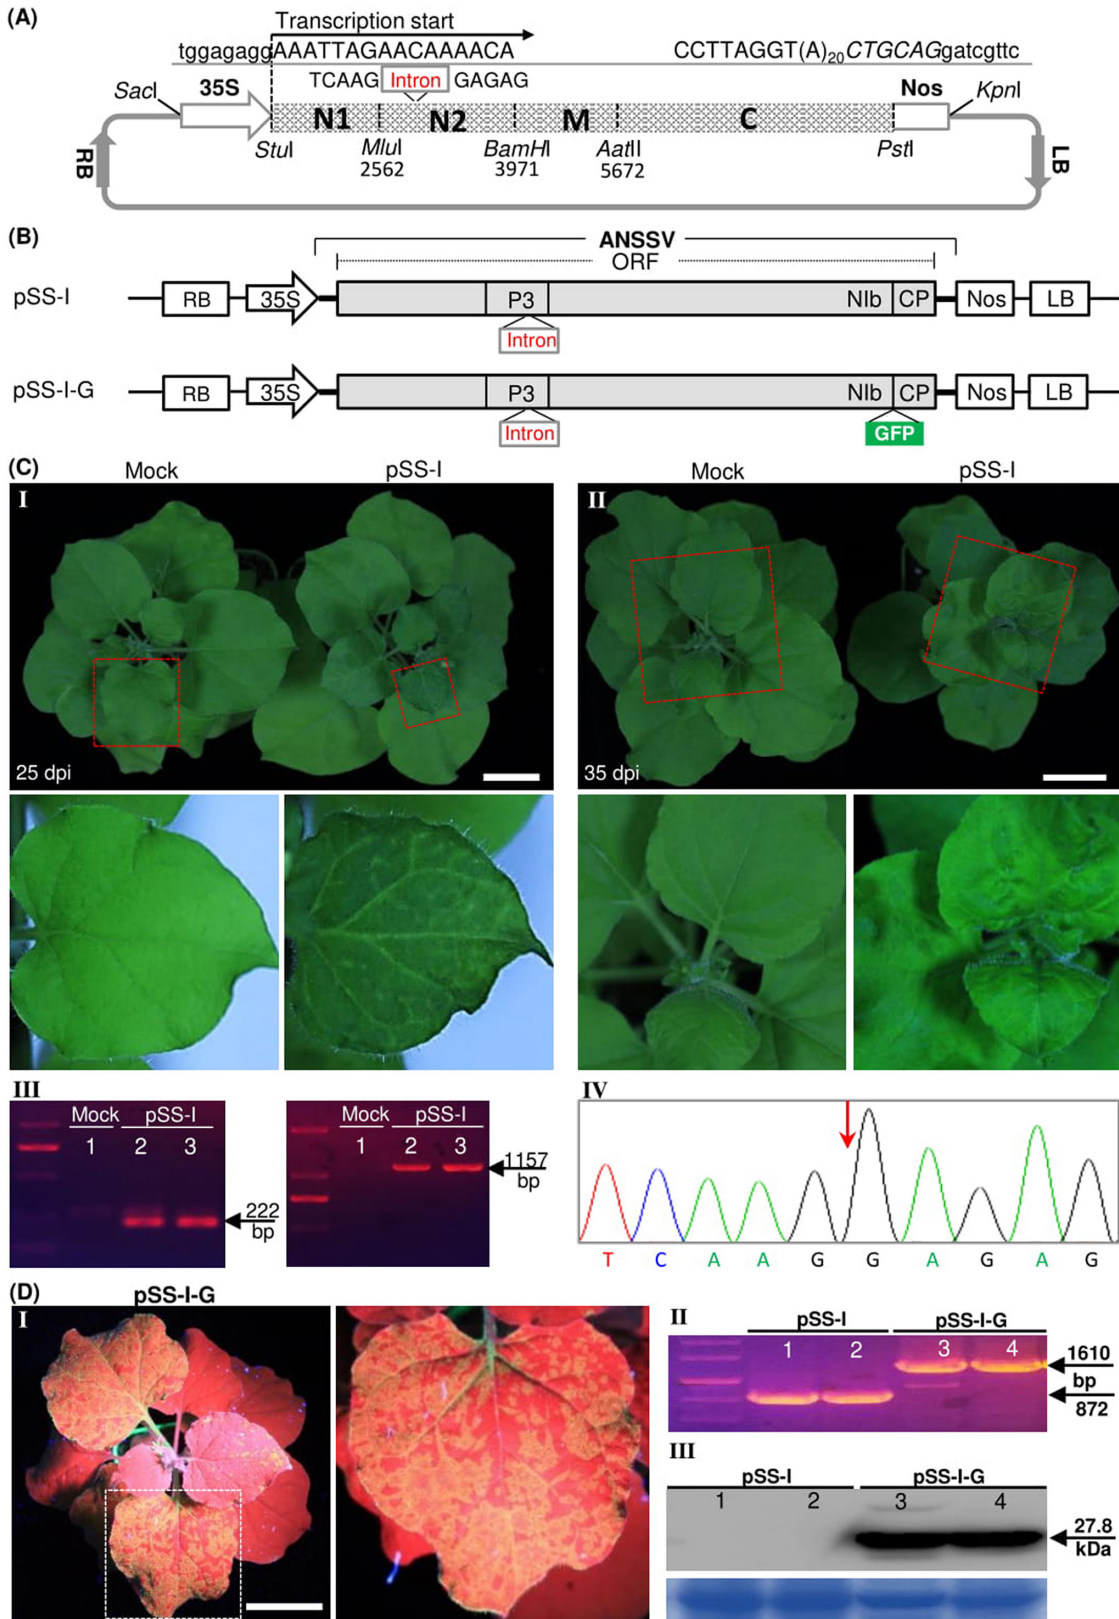 (A)
Transcription start
tggagaggAAATTAGAACAAAACA CCTTAGGT(A)20CTGCAGgatcgttc
TCAAG Intron GAGAG
SacI 35S Nos KpnI
N1 N2 M C
StuI MluI BamHI AatII PstI
2562 3971 5672
RB LB
(B)
ANSSV
ORF
pSS-I RB 35S P3 NIb CP Nos LB
Intron
pSS-I-G RB 35S P3 NIb CP Nos LB
Intron GFP
(C)
Mock pSS-I Mock pSS-I
I II
25 dpi 35 dpi
III IV
Mock pSS-I Mock pSS-I
1 2 3 1 2 3
222 bp
1157 bp
T C A A G G A G A G
(D)
pSS-I-G
I II
pSS-I pSS-I-G
1 2 3 4
1610
bp
872
III
pSS-I pSS-I-G
1 2 3 4
27.8
kDa